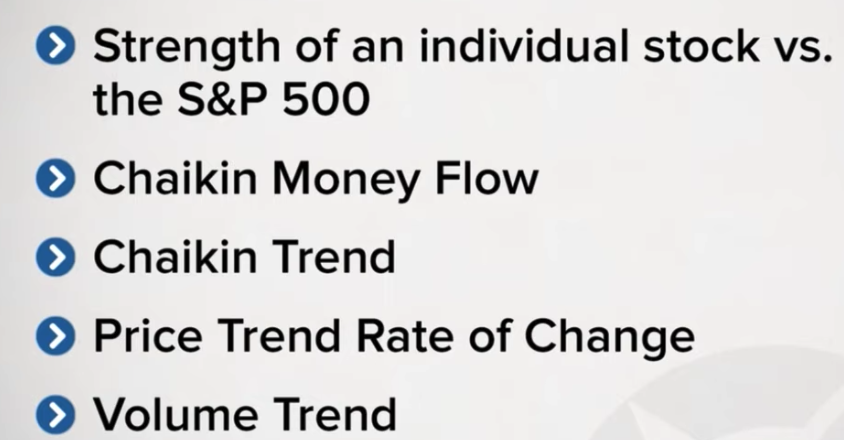 Strength of an individual stock vs.
the S&P 500
Chaikin Money Flow
Chaikin Trend
Price Trend Rate of Change
Volume Trend